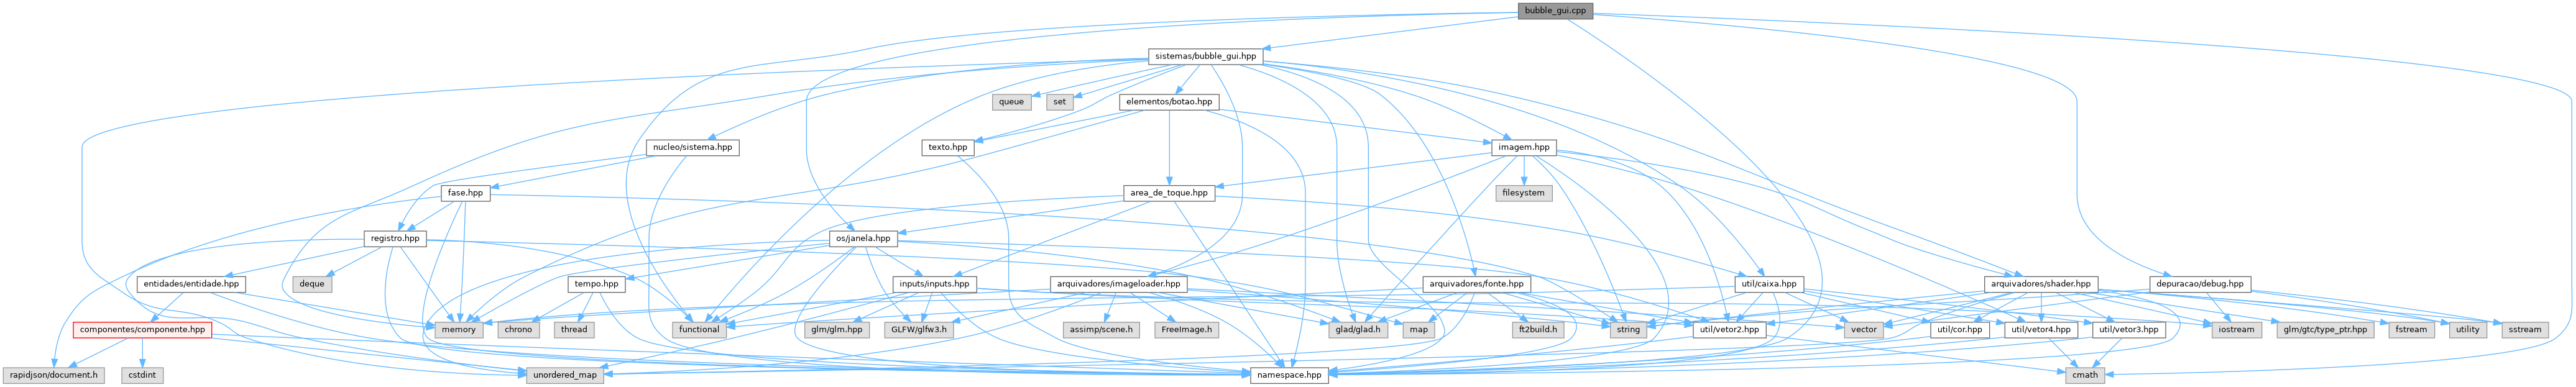 bubble_gui.cpp
sistemas/bubble_gui.hpp
queue
set
elementos/botao.hpp
nucleo/sistema.hpp
texto.hpp
imagem.hpp
fase.hpp
area_de_toque.hpp
filesystem
registro.hpp
os/janela.hpp
entidades/entidade.hpp
deque
tempo.hpp
inputs/inputs.hpp
arquivadores/imageloader.hpp
arquivadores/fonte.hpp
util/caixa.hpp
arquivadores/shader.hpp
depuracao/debug.hpp
componentes/componente.hpp
memory
chrono
thread
functional
glm/glm.hpp
GLFW/glfw3.h
assimp/scene.h
FreeImage.h
glad/glad.h
map
ft2build.h
string
util/vetor2.hpp
vector
util/cor.hpp
util/vetor4.hpp
util/vetor3.hpp
iostream
glm/gtc/type_ptr.hpp
fstream
utility
sstream
rapidjson/document.h
cstdint
unordered_map
namespace.hpp
cmath